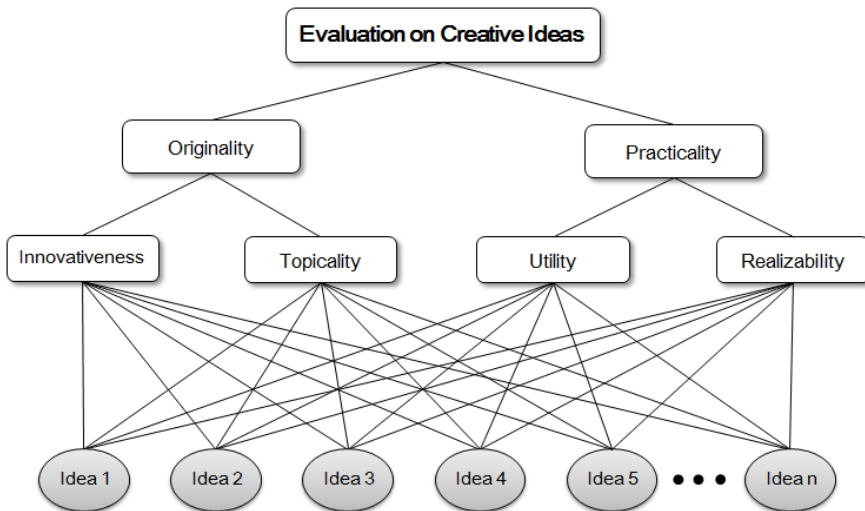 Evaluation on Creative Ideas
Originality
Practicality
Innovativeness
Topicality
Utility
Realizability
Idea 1
Idea 2
Idea 3
Idea 4
Idea 5
Idea n